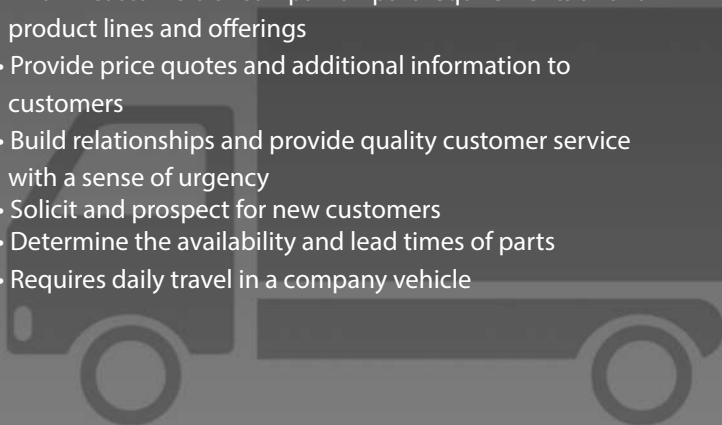 product lines and offerings
• Provide price quotes and additional information to
customers
• Build relationships and provide quality customer service
with a sense of urgency
• Solicit and prospect for new customers
• Determine the availability and lead times of parts
• Requires daily travel in a company vehicle